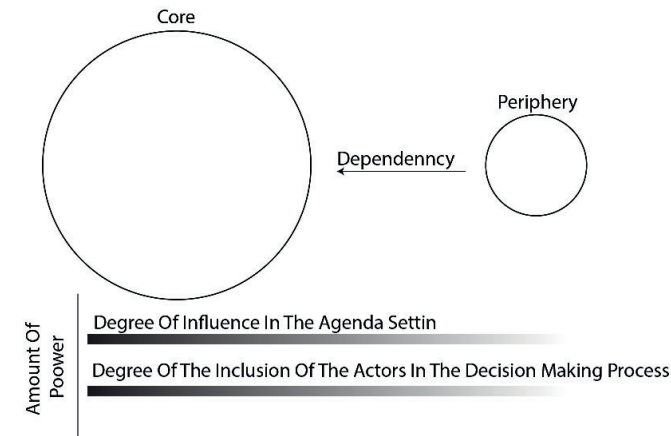 Core
Periphery
Dependenncy
Amount Of
Poower
Degree Of Influence In The Agenda Settin
Degree Of The Inclusion Of The Actors In The Decision Making Process